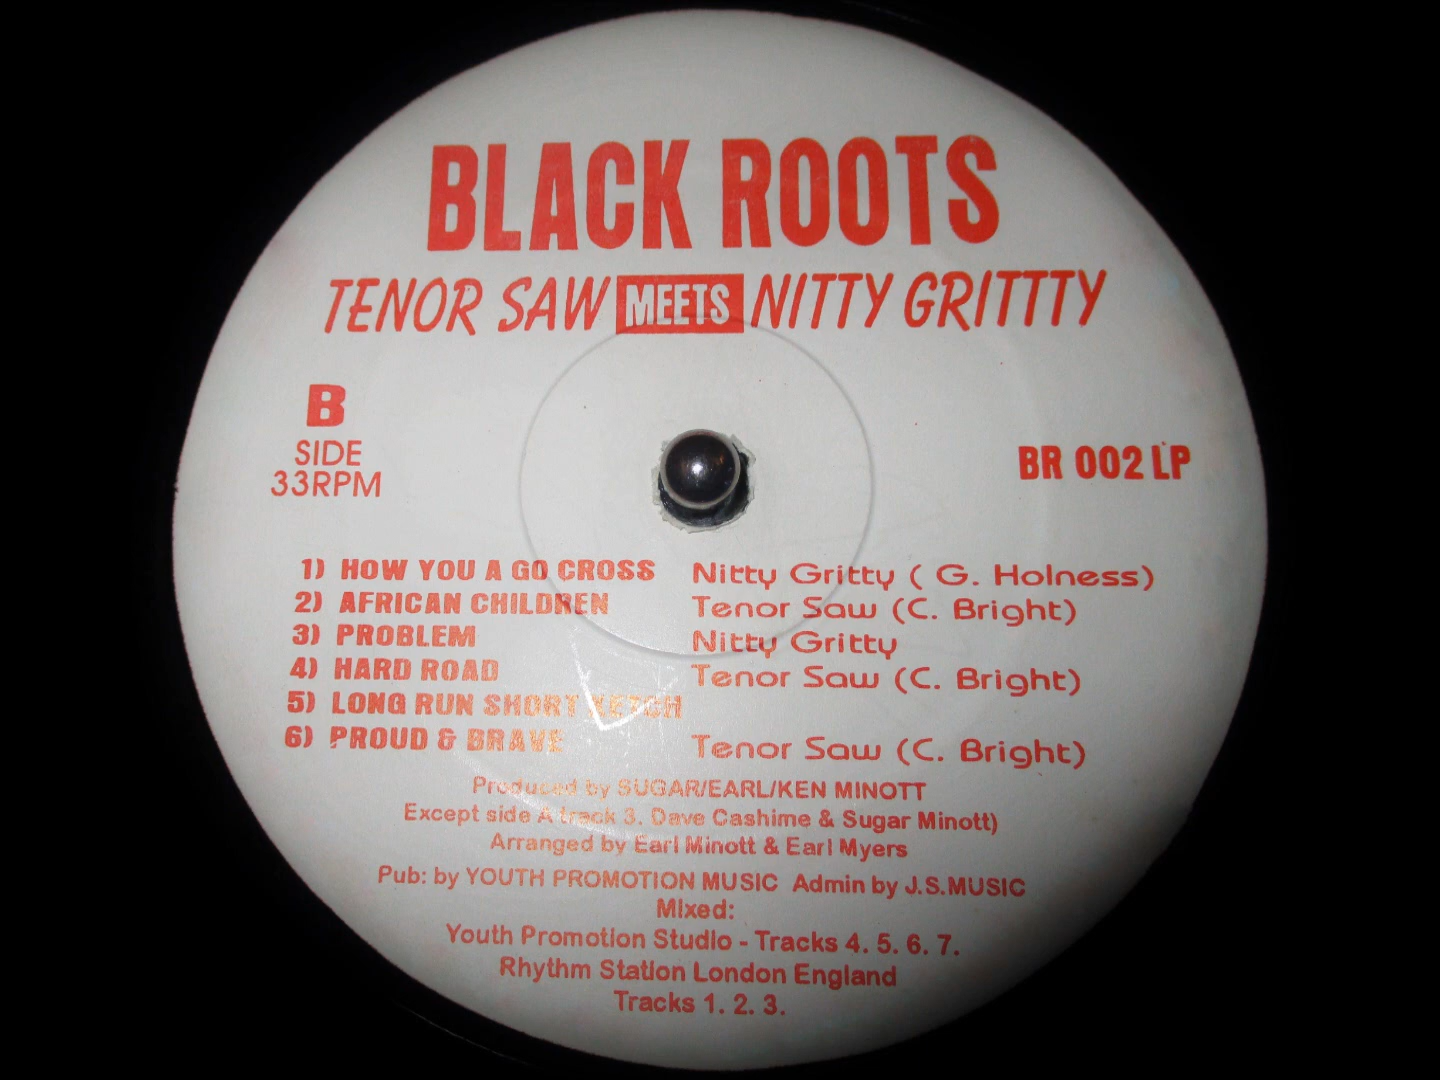 BLACK ROOTS
TENOR SAW MEETS NITTY GRITTTY
B
SIDE
33RPM
BR 002 LP
1) HOW YOU A GO CROSS Nitty Gritty ( G. Holness)
2) AFRICAN CHILDREN Tenor Saw (C. Bright)
3) PROBLEM Nitty Gritty
4) HARD ROAD Tenor Saw (C. Bright)
5) LONG RUN SHORT KETCH
6) PROUD & BRAVE Tenor Saw (C. Bright)
Produced by SUGAR/EARL/KEN MINOTT
Except side A track 3. Dave Cashime & Sugar Minott)
Arranged by Earl Minott & Earl Myers
Pub: by YOUTH PROMOTION MUSIC Admin by J.S.MUSIC
Mixed:
Youth Promotion Studio - Tracks 4. 5. 6. 7.
Rhythm Station London England
Tracks 1. 2. 3.